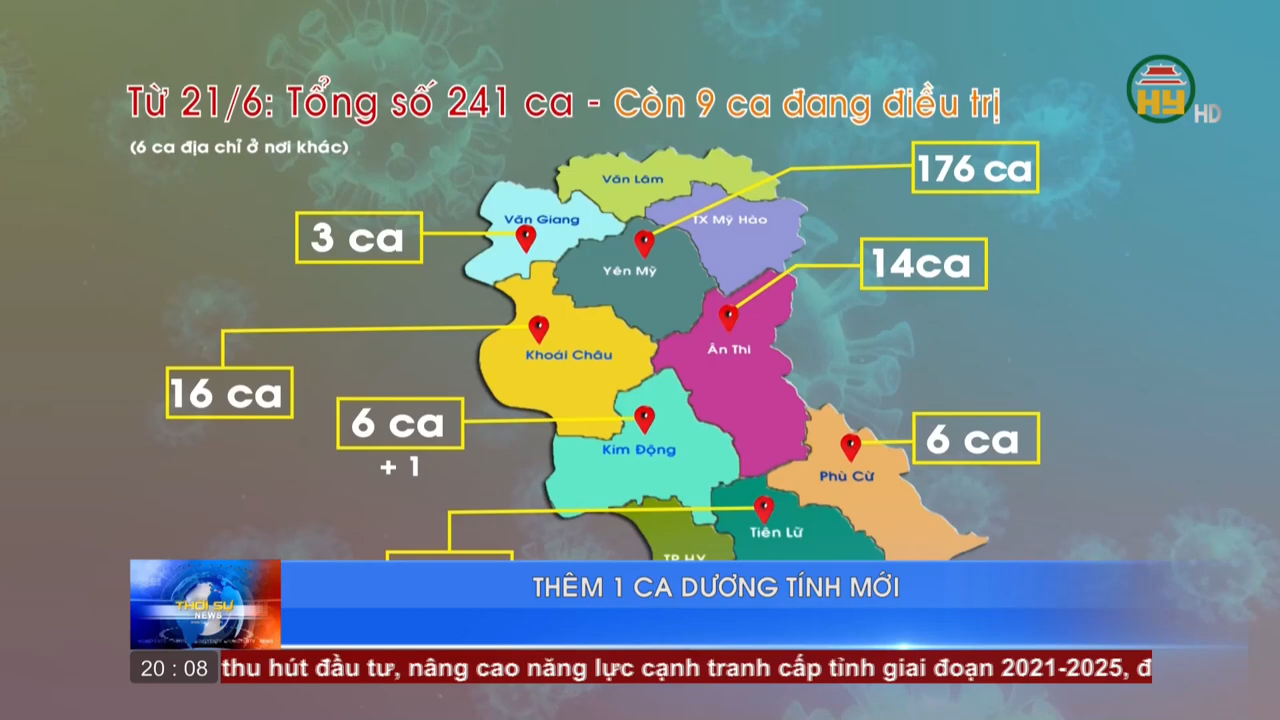 Từ 21/6: Tổng số 241 ca - Còn 9 ca đang điều trị
(6 ca địa chỉ ở nơi khác)
HY HD
176 ca
Văn Lâm
Văn Giang
TX Mỹ Hào
3 ca
14ca
Yên Mỹ
Ân Thi
Khoái Châu
16 ca
6 ca
+ 1
Kim Động
6 ca
Phù Cừ
Tiên Lữ
TP HY
THÊM 1 CA DƯƠNG TÍNH MỚI
THỜI SỰ
NEWS
20 : 08
thu hút đầu tư, nâng cao năng lực cạnh tranh cấp tỉnh giai đoạn 2021-2025, đ